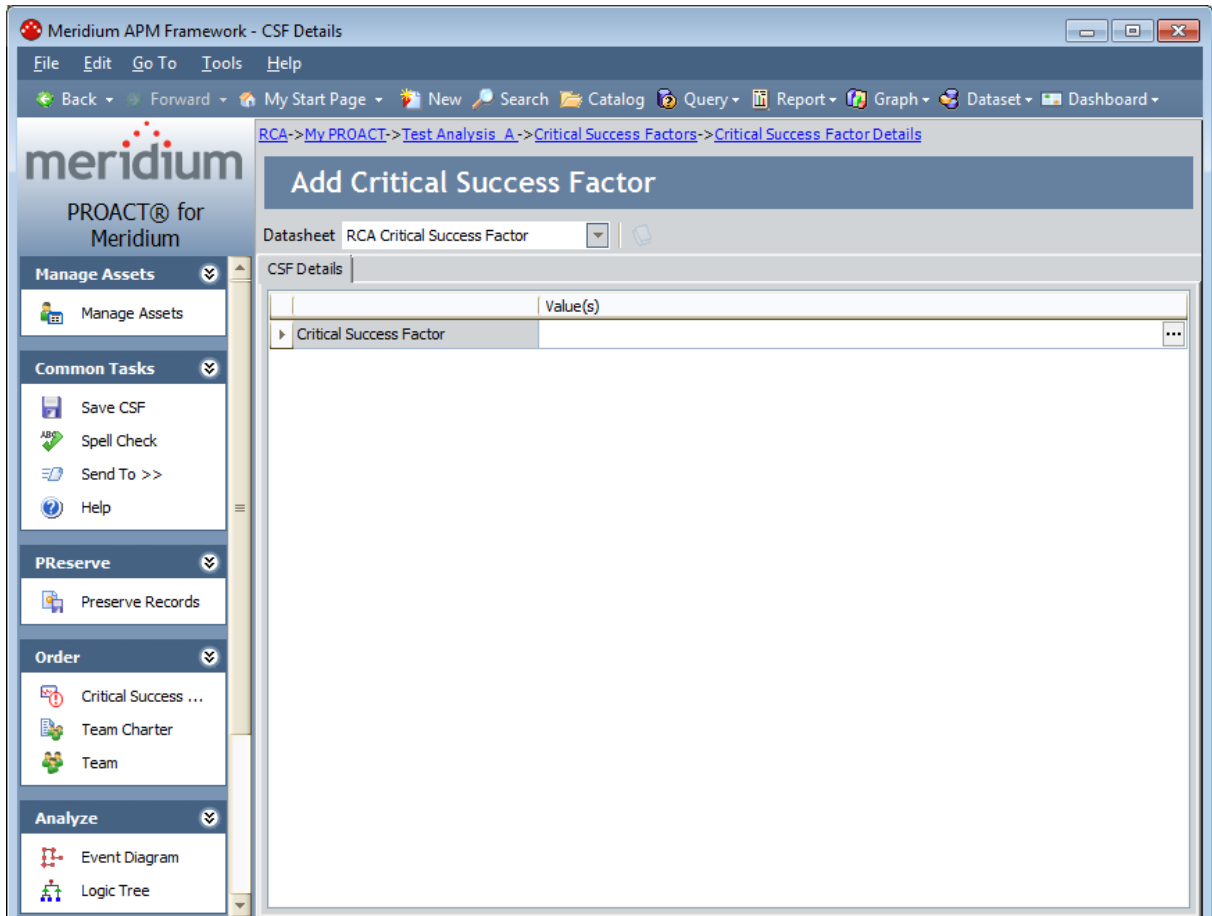 Meridium APM Framework - CSF Details
File Edit Go To Tools Help
Back Forward My Start Page New Search Catalog Query Report Graph Dataset Dashboard
meridium
PROACT® for
Meridium
RCA->My PROACT->Test Analysis A->Critical Success Factors->Critical Success Factor Details
Add Critical Success Factor
Datasheet RCA Critical Success Factor
CSF Details
Value(s)
Critical Success Factor ...
Manage Assets
Manage Assets
Common Tasks
Save CSF
ABC Spell Check
Send To >>
Help
PReserve
Preserve Records
Order
Critical Success ...
Team Charter
Team
Analyze
Event Diagram
Logic Tree